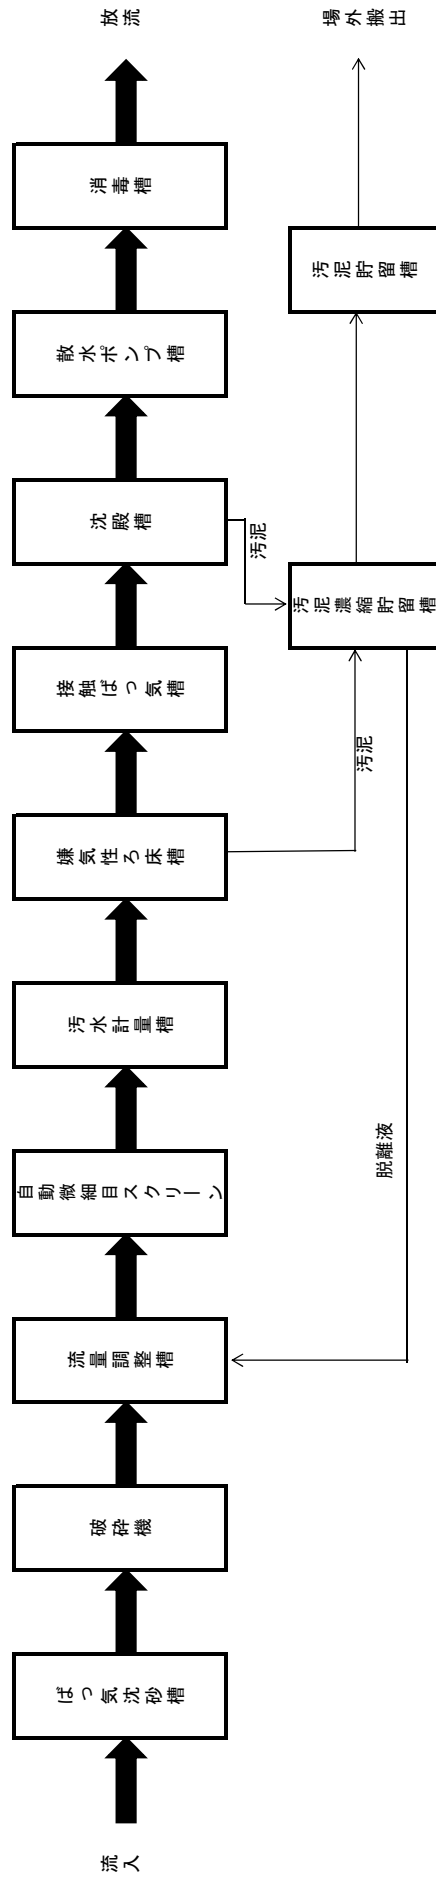 流入
ばっ気沈砂槽
破砕機
流量調整槽
自動微細目スクリーン
汚水計量槽
嫌気性ろ床槽
接触ばっ気槽
沈殿槽
散水ポンプ槽
消毒槽
放流
脱離液
汚泥
汚泥
汚泥濃縮貯留槽
汚泥貯留槽
場外搬出